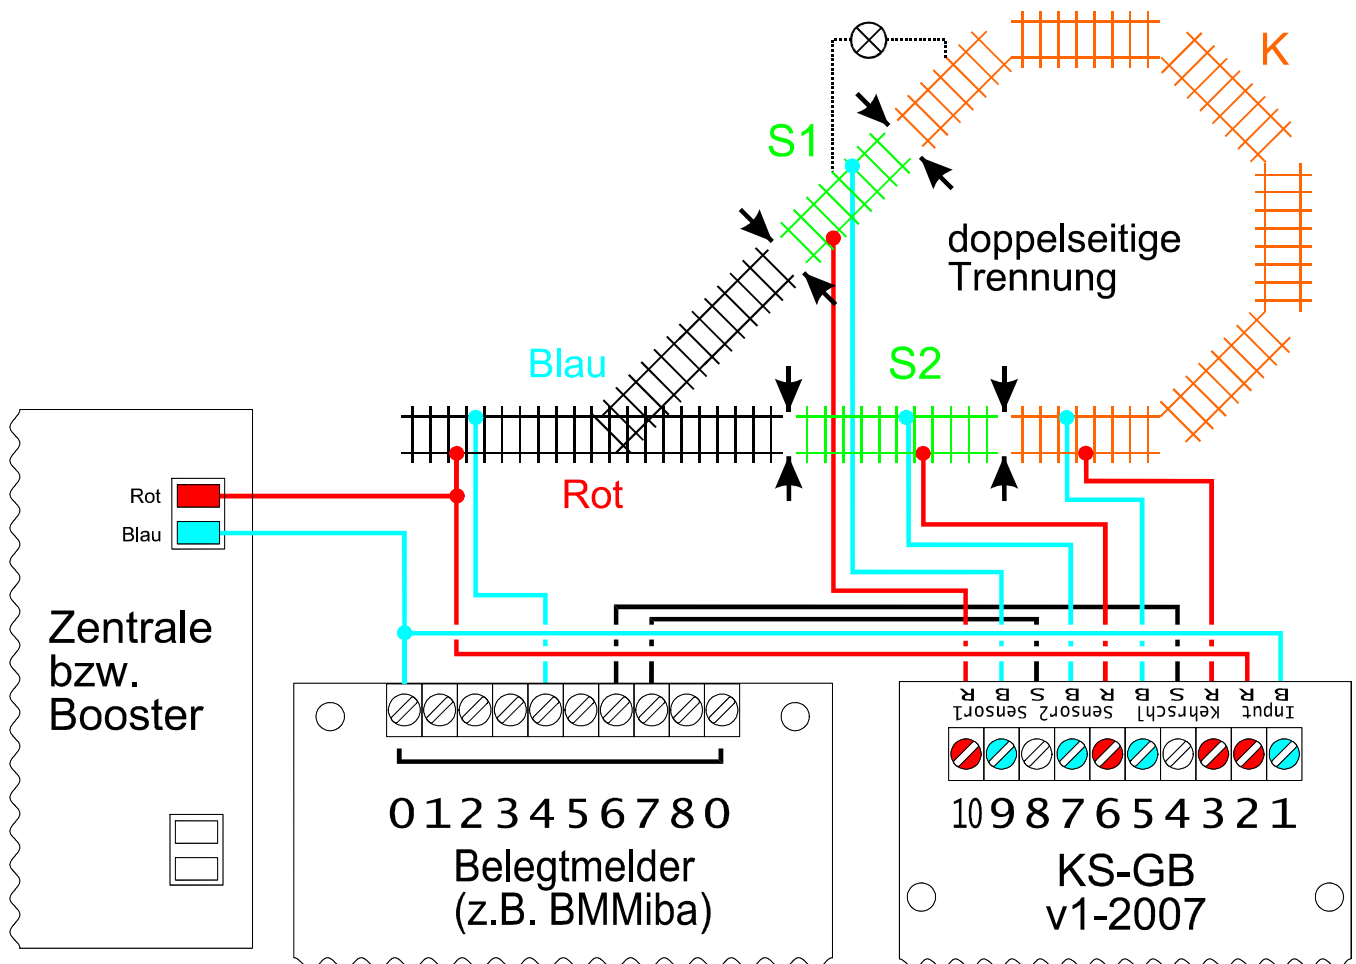 K
S1
doppelseitige
Trennung
Blau
S2
Rot
Rot
Blau
Zentrale
bzw.
Booster
R B S B R B S R R B
Sensor1 Sensor2 Kehrschl Input
0 1 2 3 4 5 6 7 8 0
10 9 8 7 6 5 4 3 2 1
Belegtmelder
(z.B. BMMiba)
KS-GB
v1-2007